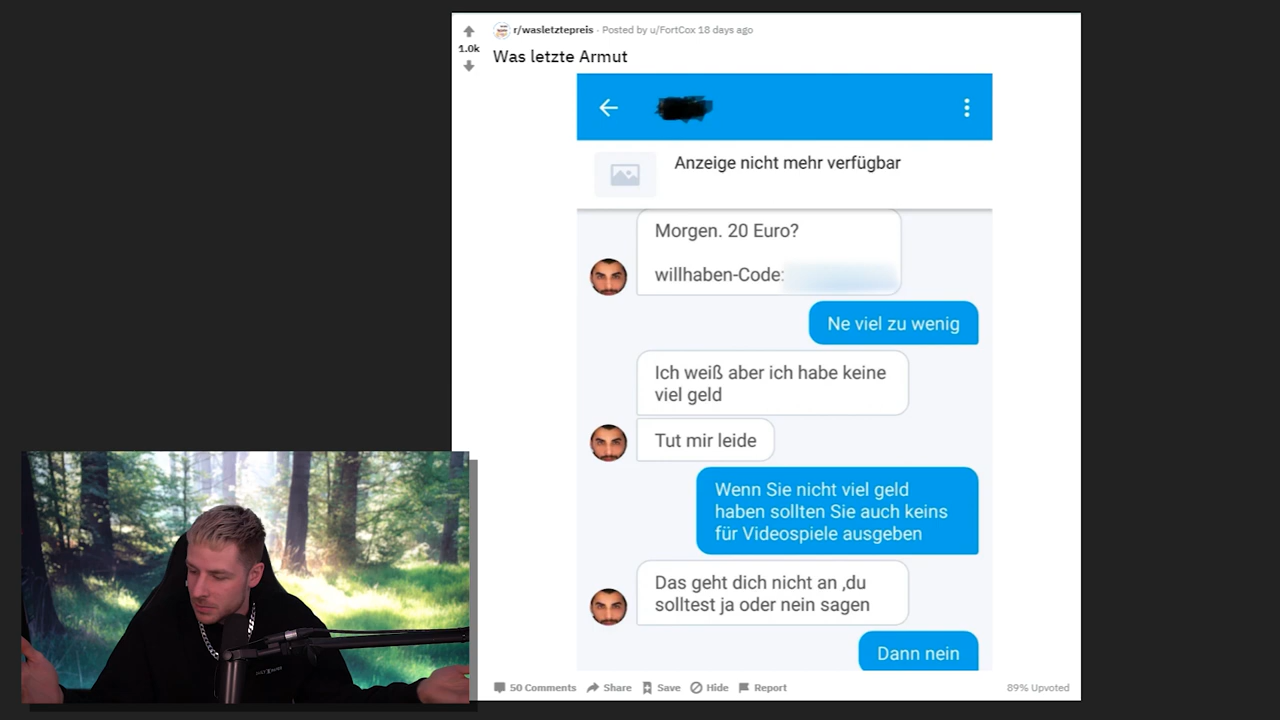 r/wasletztepreis · Posted by u/FortCox 18 days ago
1.0k
Was letzte Armut
Anzeige nicht mehr verfügbar
Morgen. 20 Euro?
willhaben-Code:
Ne viel zu wenig
Ich weiß aber ich habe keine
viel geld
Tut mir leide
Wenn Sie nicht viel geld
haben sollten Sie auch keins
für Videospiele ausgeben
Das geht dich nicht an ,du
solltest ja oder nein sagen
Dann nein
50 Comments Share Save Hide Report 89% Upvoted